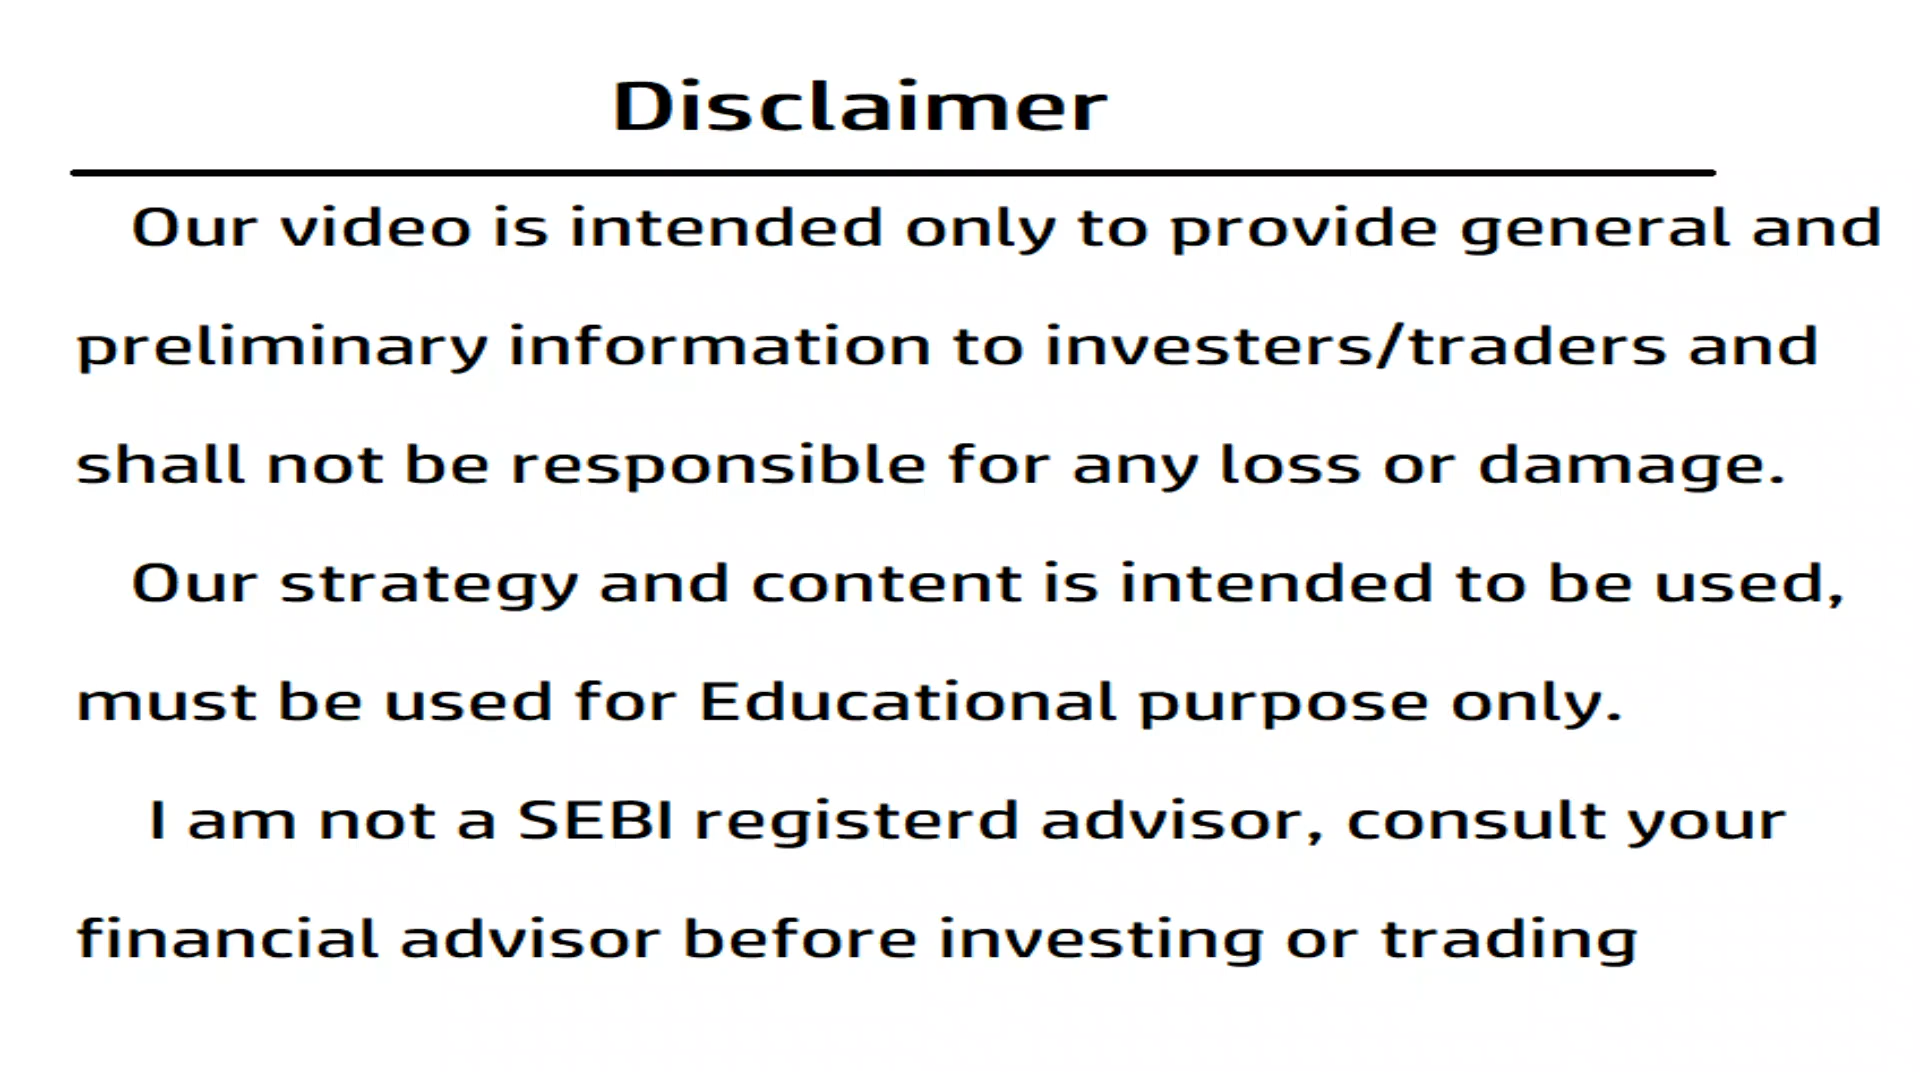 Disclaimer
Our video is intended only to provide general and
preliminary information to investers/traders and
shall not be responsible for any loss or damage.
Our strategy and content is intended to be used,
must be used for Educational purpose only.
I am not a SEBI registerd advisor, consult your
financial advisor before investing or trading